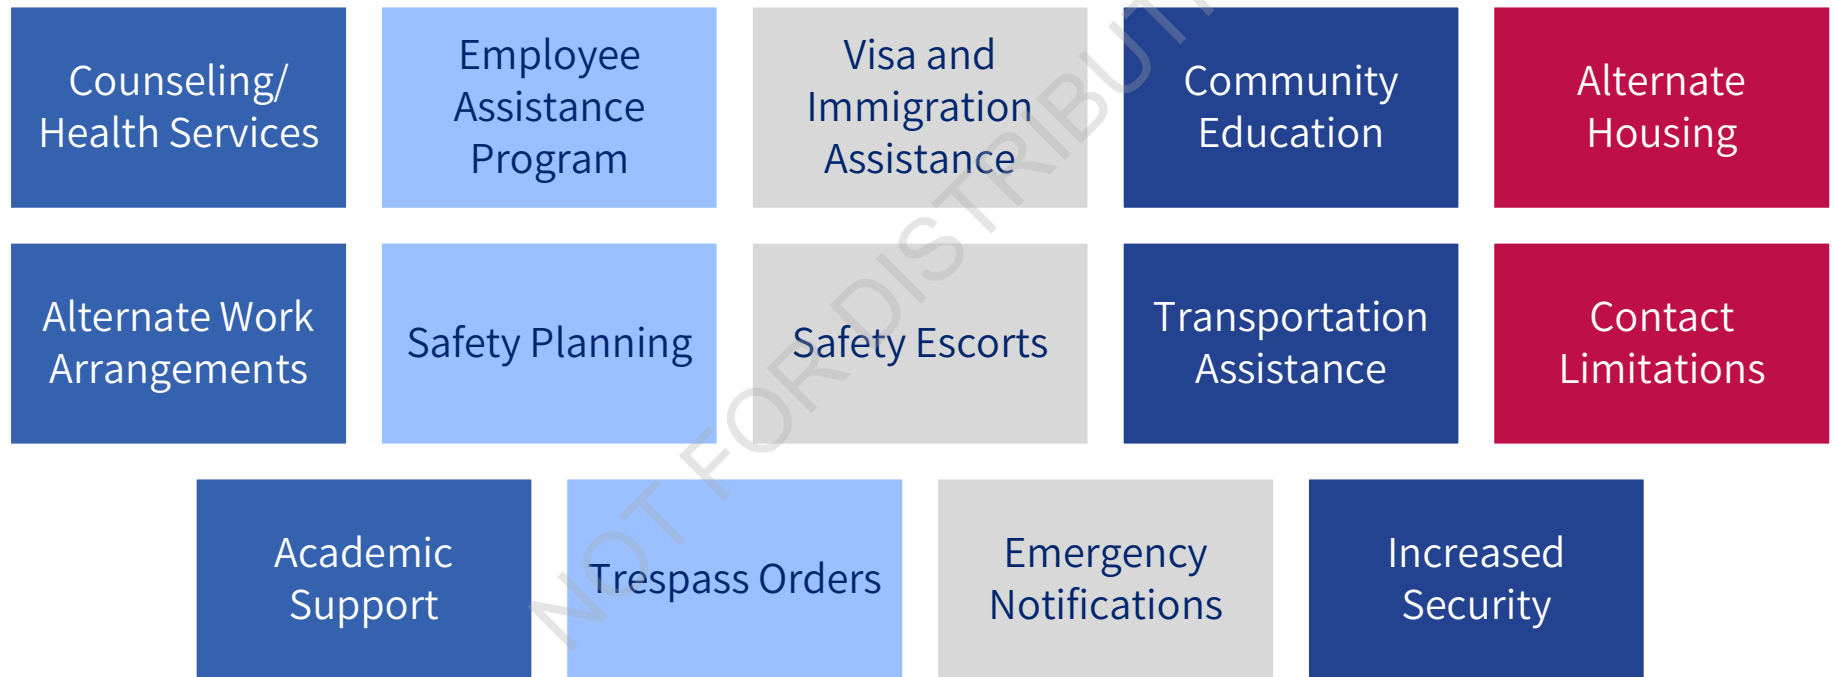 Counseling/
Health Services
Employee
Assistance
Program
Visa and
Immigration
Assistance
Community
Education
Alternate
Housing
Alternate Work
Arrangements
Safety Planning
Safety Escorts
Transportation
Assistance
Contact
Limitations
Academic
Support
Trespass Orders
Emergency
Notifications
Increased
Security
NOT FOR DISTRIBUTI